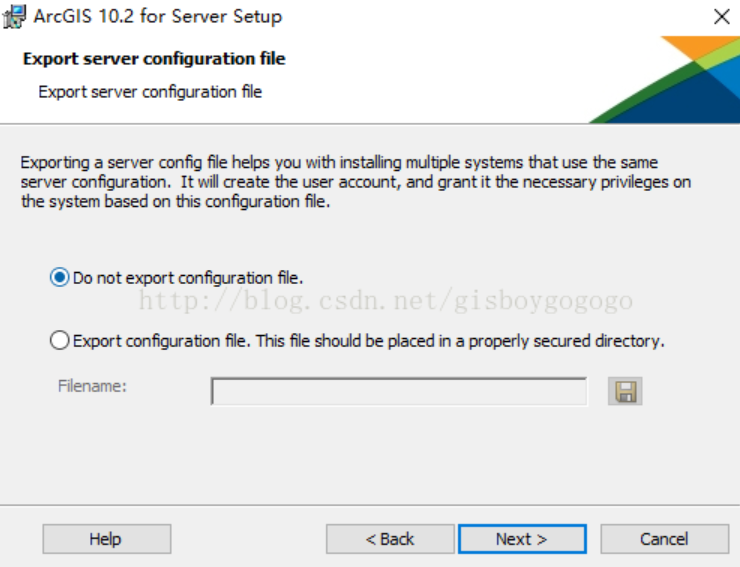 ArcGIS 10.2 for Server Setup
Export server configuration file
Export server configuration file
Exporting a server config file helps you with installing multiple systems that use the same
server configuration.  It will create the user account, and grant it the necessary privileges on
the system based on this configuration file.
Do not export configuration file.
http://blog.csdn.net/gisboygogogo
Export configuration file. This file should be placed in a properly secured directory.
Filename:
Help
< Back
Next >
Cancel